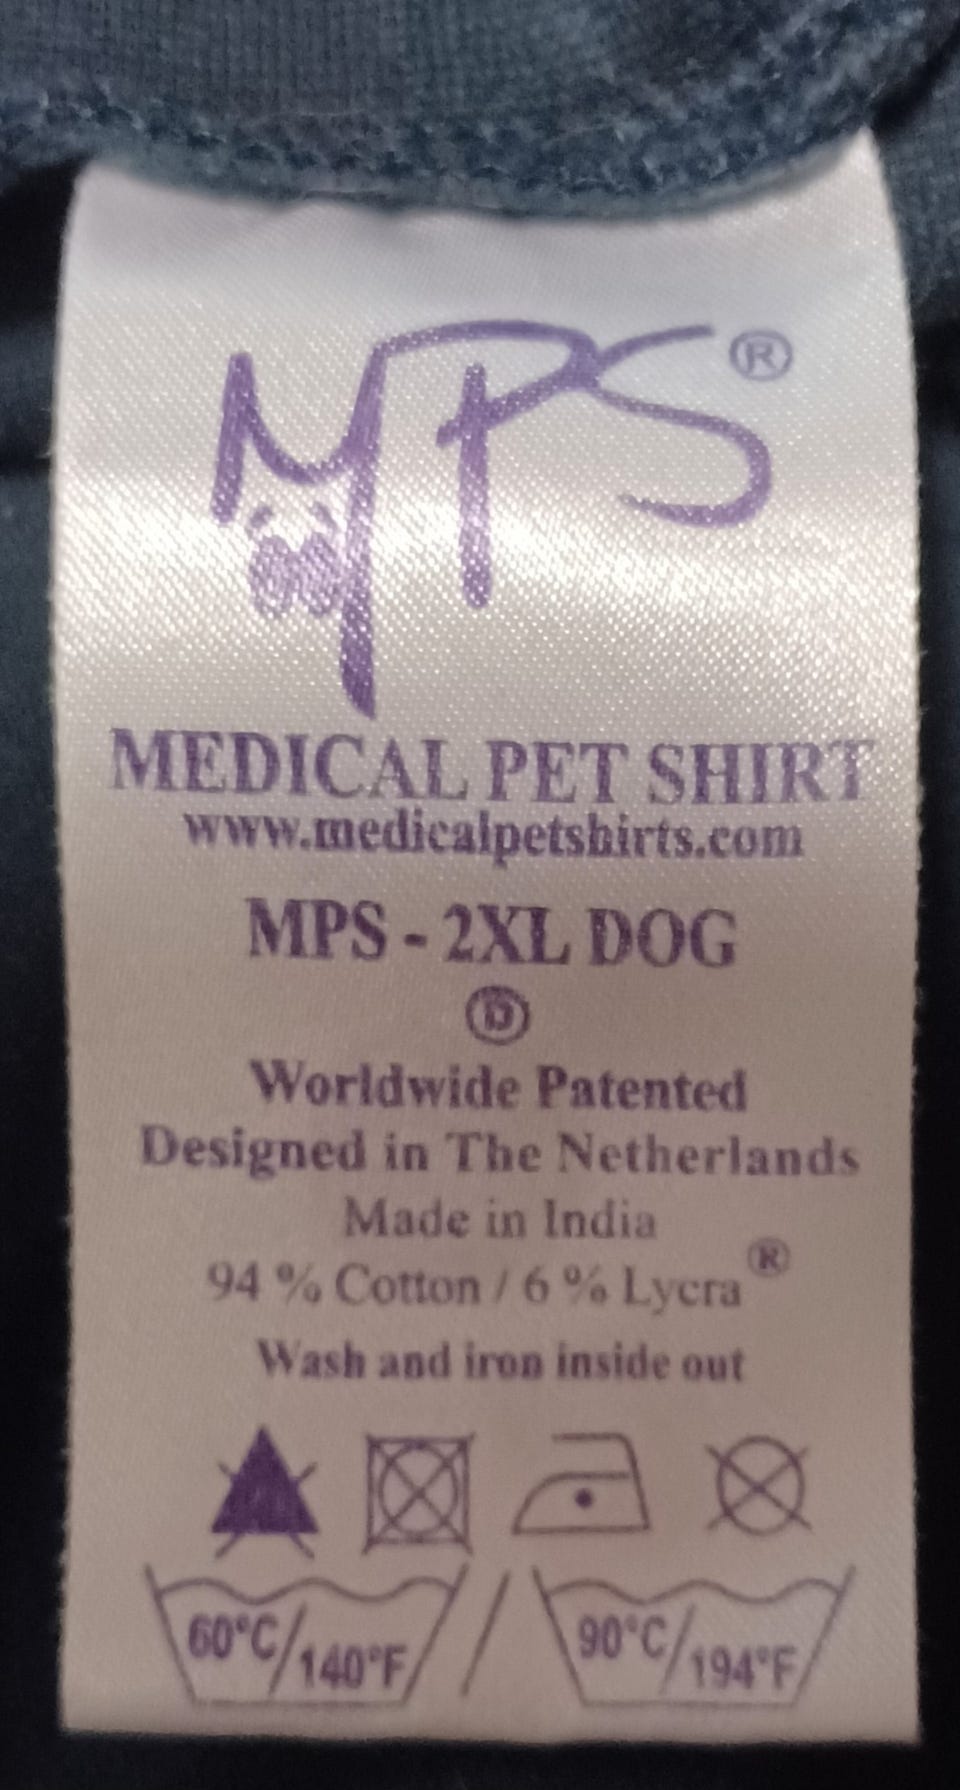 MPS®
MEDICAL PET SHIRT
www.medicalpetshirts.com
MPS - 2XL DOG
Ⓓ
Worldwide Patented
Designed in The Netherlands
Made in India
94 % Cotton / 6 % Lycra®
Wash and iron inside out
60°C/140°F / 90°C/194°F